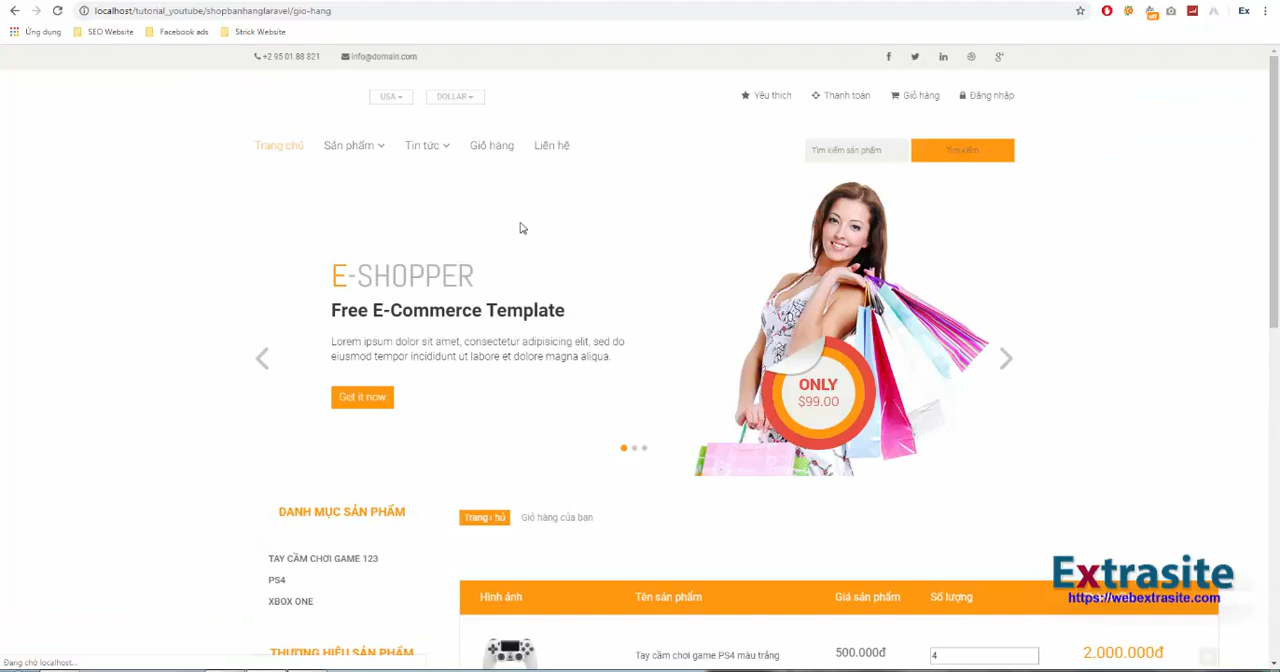 localhost/tutorial_youtube/shopbanhanglaravel/gio-hang
Ex
Ứng dụng
SEO Website
Facebook ads
Strick Website
+2 95 01 88 821
info@domain.com
USA
DOLLAR
Yêu thích
Thanh toán
Giỏ hàng
Đăng nhập
Trang chủ
Sản phẩm
Tin tức
Giỏ hàng
Liên hệ
Tìm kiếm sản phẩm
Tìm kiếm
E-SHOPPER
Free E-Commerce Template
Lorem ipsum dolor sit amet, consectetur adipisicing elit, sed do
eiusmod tempor incididunt ut labore et dolore magna aliqua.
Get it now
ONLY
$99.00
DANH MỤC SẢN PHẨM
TAY CẦM CHƠI GAME 123
PS4
XBOX ONE
THƯƠNG HIỆU SẢN PHẨM
Trang chủ
Giỏ hàng của bạn
Hình ảnh
Tên sản phẩm
Giá sản phẩm
Số lượng
Tay cầm chơi game PS4 màu trắng
500.000đ
4
2.000.000đ
Extrasite
https://webextrasite.com
Đang chờ localhost...